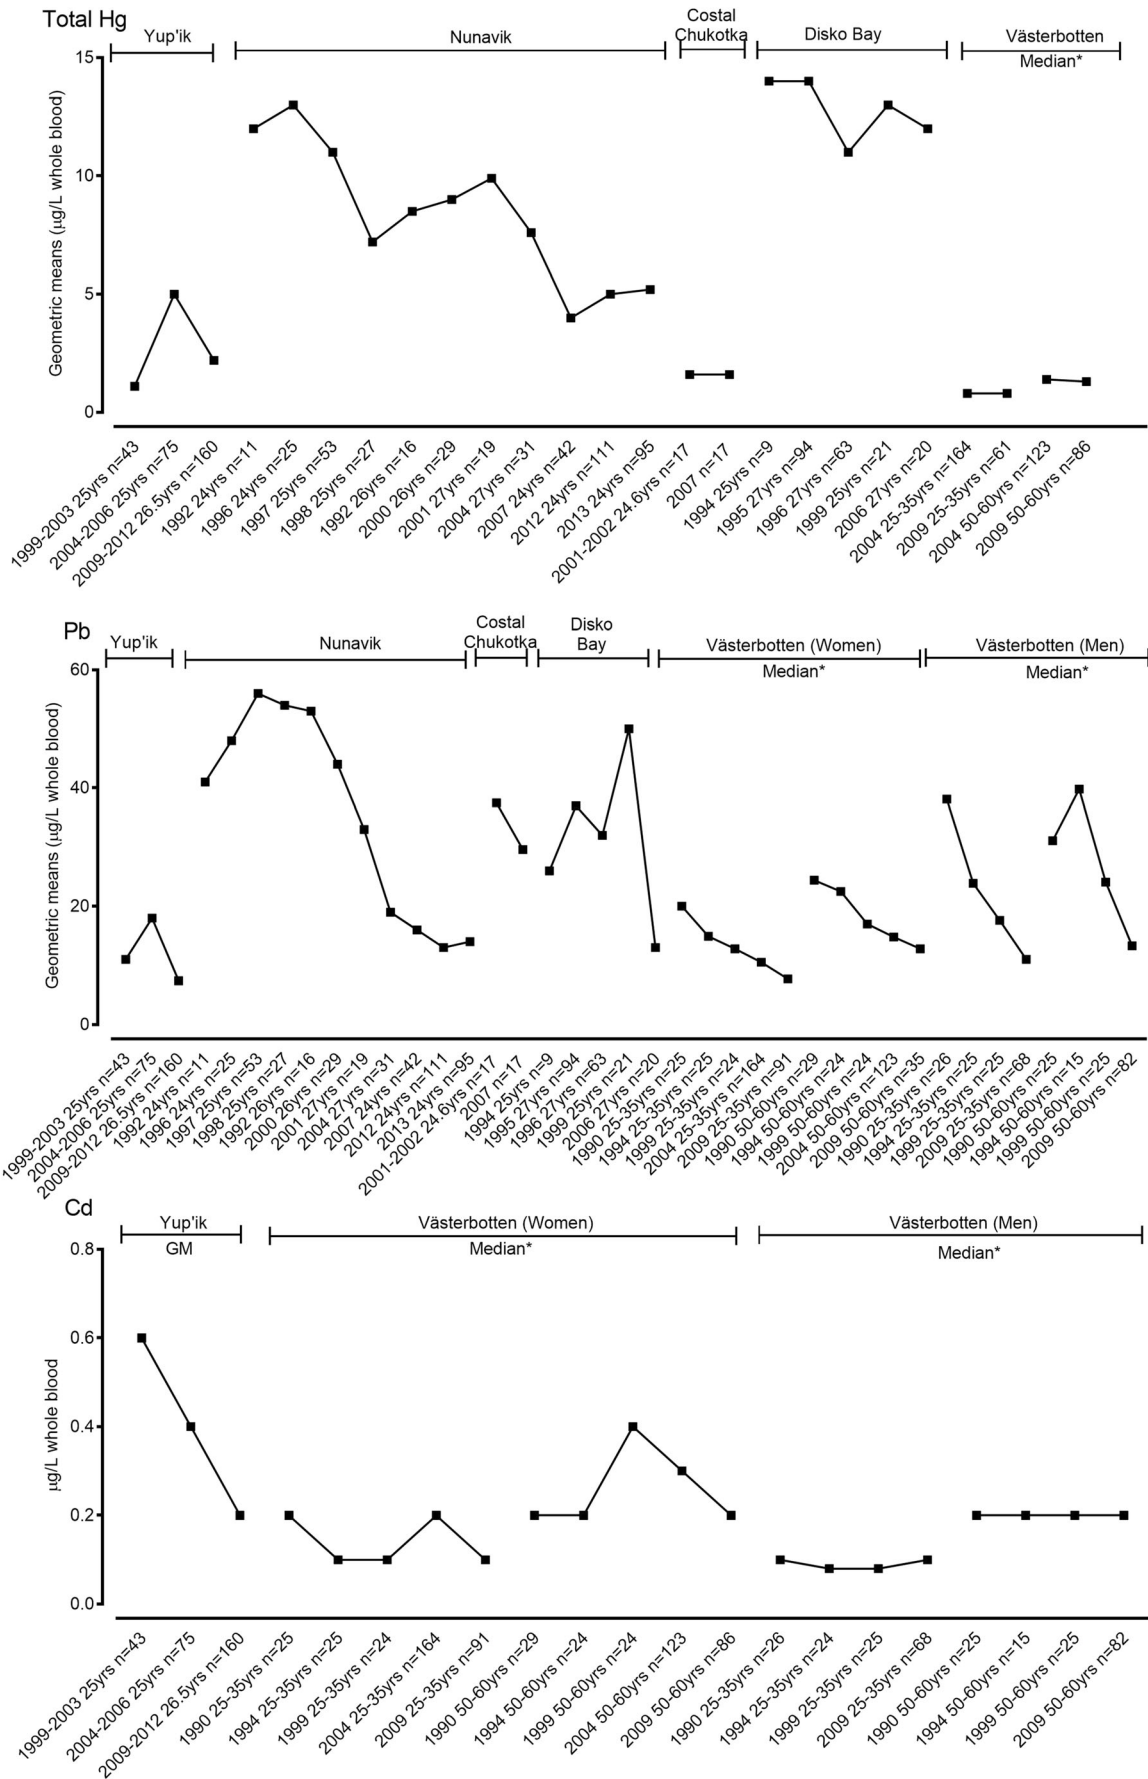 Total Hg
Yup'ik
Nunavik
Costal
Chukotka
Disko Bay
Västerbotten
Median*
Geometric means (µg/L whole blood)
15
10
5
0
1999-2003 25yrs n=43
2004-2006 25yrs n=75
2009-2012 26.5yrs n=160
1992 24yrs n=11
1996 24yrs n=25
1997 25yrs n=53
1998 25yrs n=27
1992 26yrs n=16
2000 26yrs n=29
2001 27yrs n=19
2004 27yrs n=31
2007 24yrs n=42
2012 24yrs n=111
2013 24yrs n=95
2001-2002 24.6yrs n=17
2007 n=17
1994 25yrs n=9
1995 27yrs n=94
1996 27yrs n=63
1999 25yrs n=21
2006 27yrs n=20
2004 25-35yrs n=164
2009 25-35yrs n=61
2004 50-60yrs n=123
2009 50-60yrs n=86
Pb
Yup'ik
Nunavik
Costal
Chukotka
Disko
Bay
Västerbotten (Women)
Median*
Västerbotten (Men)
Median*
Geometric means (µg/L whole blood)
60
40
20
0
1999-2003 25yrs n=43
2004-2006 25yrs n=75
2009-2012 26.5yrs n=160
1992 24yrs n=11
1996 24yrs n=25
1997 25yrs n=53
1998 25yrs n=27
1992 26yrs n=16
2000 26yrs n=29
2001 27yrs n=19
2004 27yrs n=31
2007 24yrs n=42
2012 24yrs n=111
2013 24yrs n=95
2001-2002 24.6yrs n=17
2007 n=17
1994 25yrs n=9
1995 27yrs n=94
1996 27yrs n=63
1999 25yrs n=21
2006 27yrs n=20
1990 25-35yrs n=25
1994 25-35yrs n=25
1999 25-35yrs n=24
2004 25-35yrs n=164
2009 25-35yrs n=91
1990 50-60yrs n=29
1994 50-60yrs n=24
1999 50-60yrs n=24
2004 50-60yrs n=123
2009 50-60yrs n=35
1990 25-35yrs n=26
1994 25-35yrs n=25
1999 25-35yrs n=25
2009 25-35yrs n=68
1990 50-60yrs n=25
1994 50-60yrs n=15
1999 50-60yrs n=25
2009 50-60yrs n=82
Cd
Yup'ik
GM
Västerbotten (Women)
Median*
Västerbotten (Men)
Median*
µg/L whole blood
0.8
0.6
0.4
0.2
0.0
1999-2003 25yrs n=43
2004-2006 25yrs n=75
2009-2012 26.5yrs n=160
1990 25-35yrs n=25
1994 25-35yrs n=25
1999 25-35yrs n=24
2004 25-35yrs n=164
2009 25-35yrs n=91
1990 50-60yrs n=29
1994 50-60yrs n=24
1999 50-60yrs n=24
2004 50-60yrs n=123
2009 50-60yrs n=86
1990 25-35yrs n=26
1994 25-35yrs n=24
1999 25-35yrs n=25
2009 25-35yrs n=68
1990 50-60yrs n=25
1994 50-60yrs n=15
1999 50-60yrs n=25
2009 50-60yrs n=82